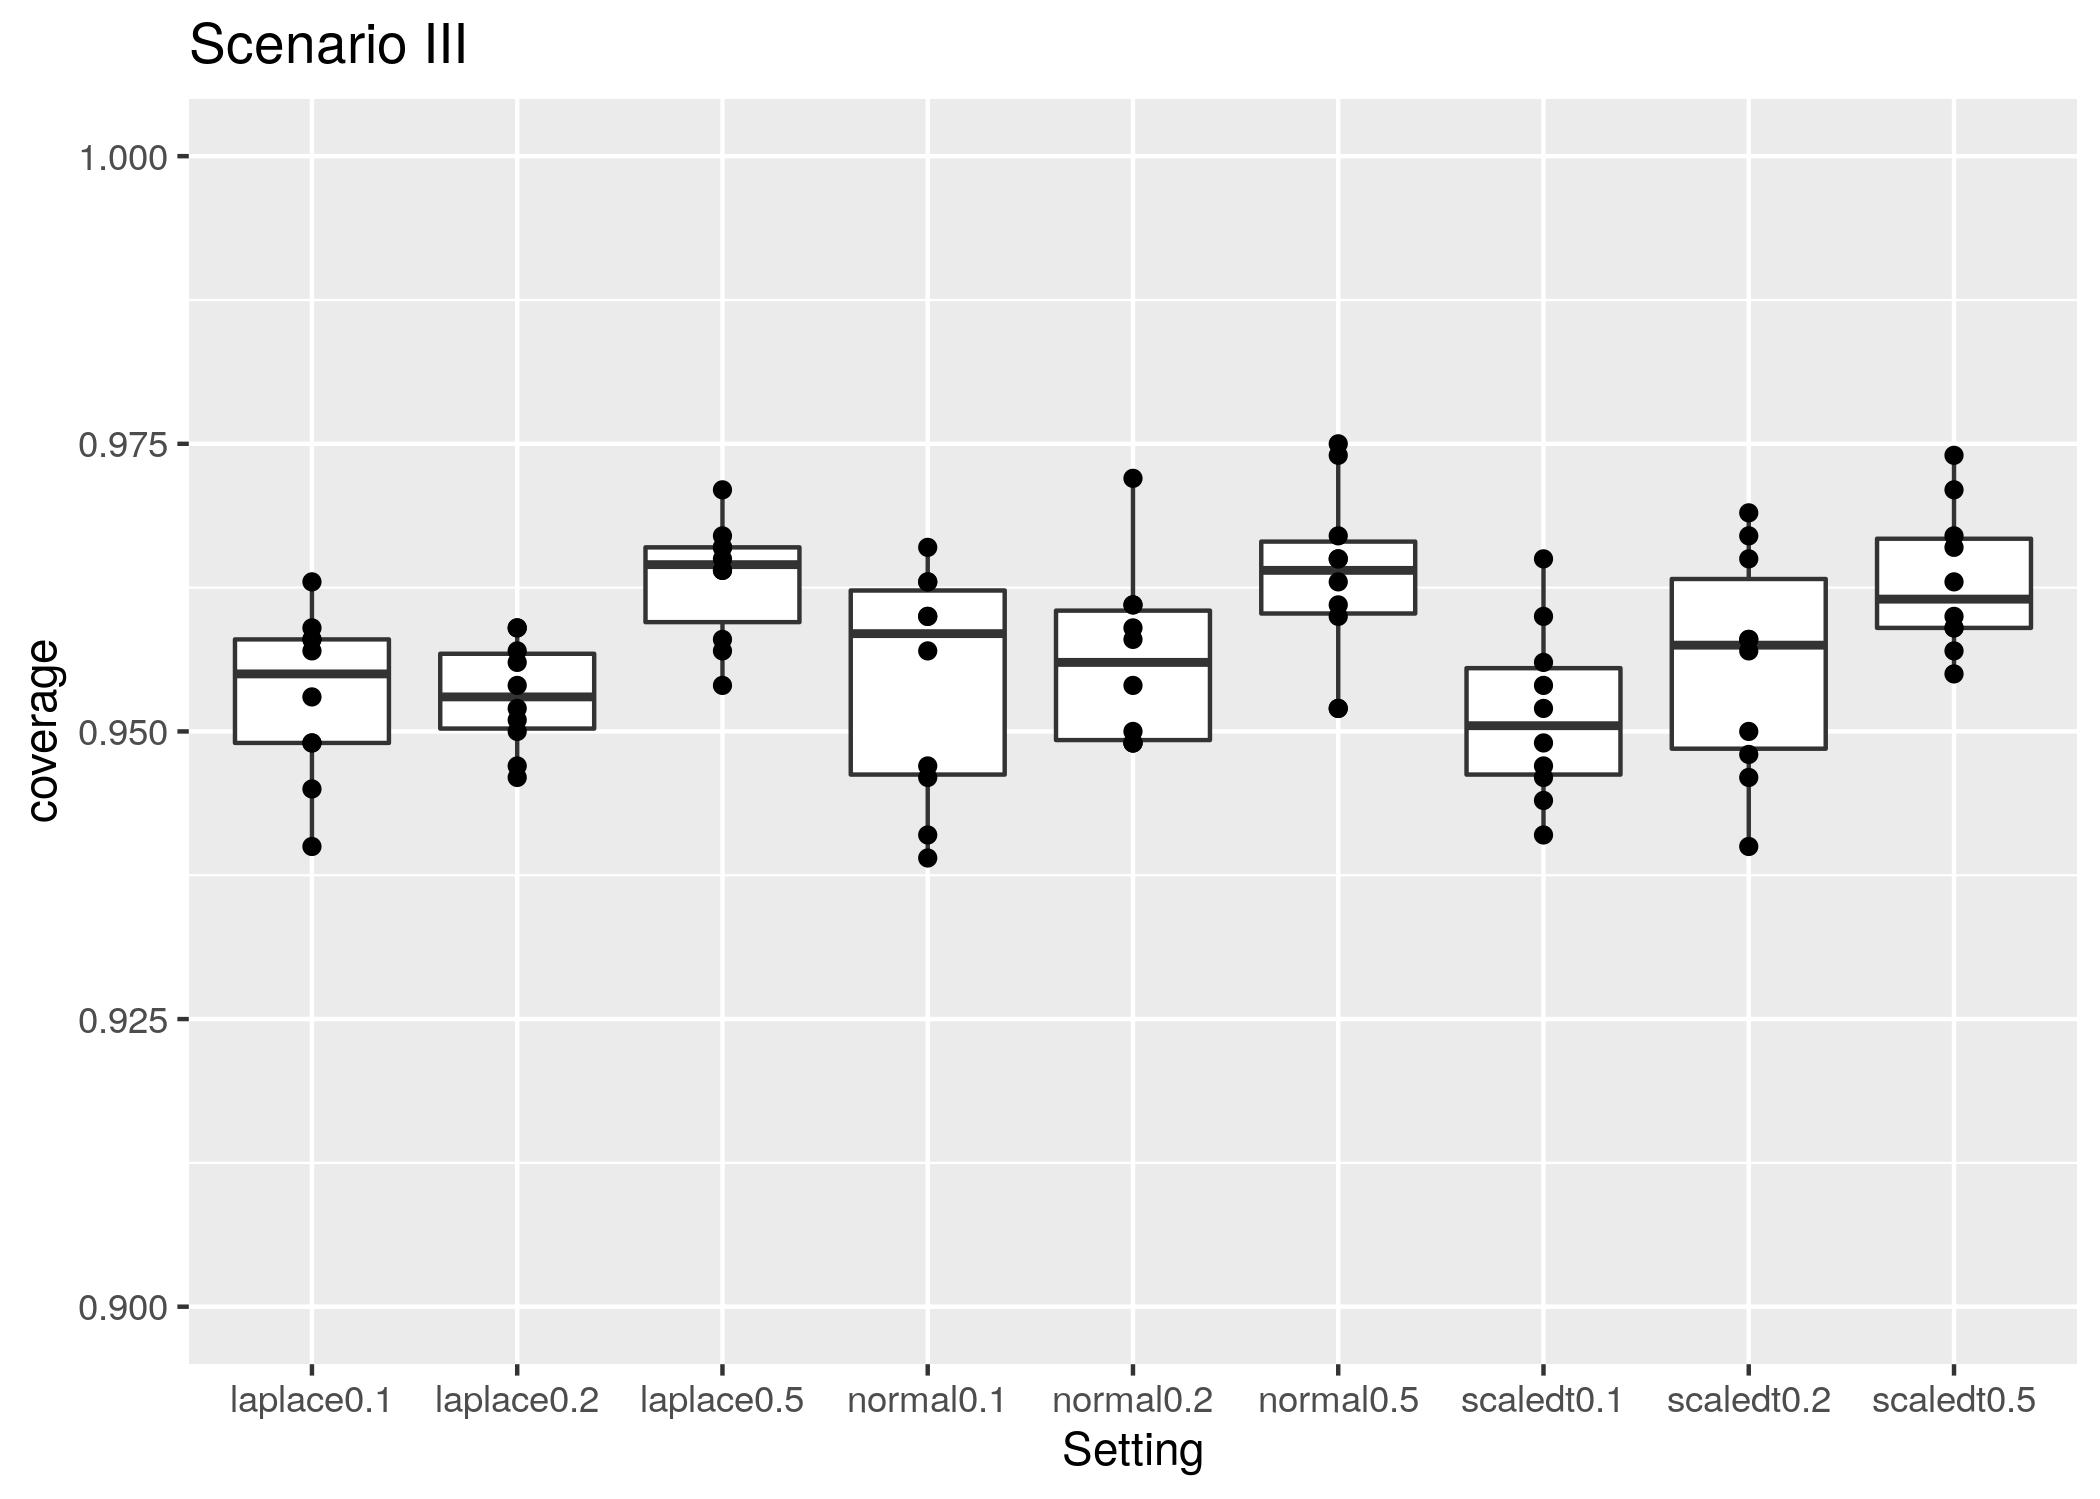 Scenario III
1.000
0.975
0.950
0.925
0.900
coverage
laplace0.1 laplace0.2 laplace0.5 normal0.1 normal0.2 normal0.5 scaledt0.1 scaledt0.2 scaledt0.5
Setting